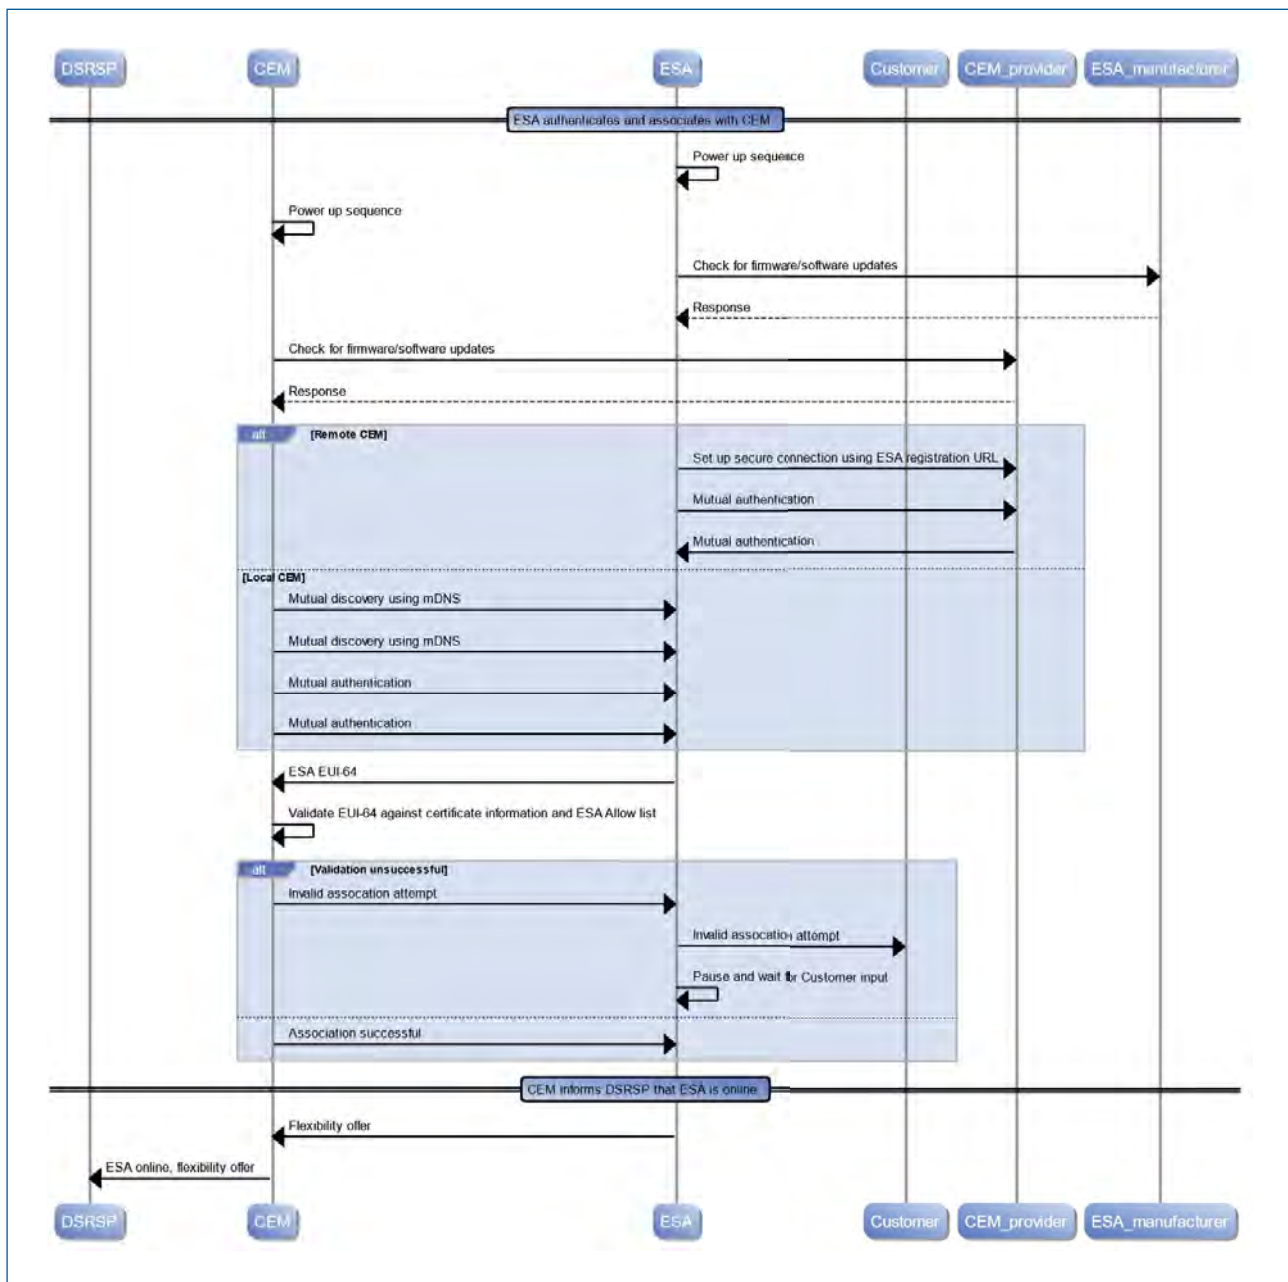 DSRSP CEM ESA Customer CEM_provider ESA_manufacturer
ESA authenticates and associates with CEM
Power up sequence
Power up sequence
Check for firmware/software updates
Response
Check for firmware/software updates
Response
alt [Remote CEM]
Set up secure connection using ESA registration URL
Mutual authentication
Mutual authentication
[Local CEM]
Mutual discovery using mDNS
Mutual discovery using mDNS
Mutual authentication
Mutual authentication
ESA EUI-64
Validate EUI-64 against certificate information and ESA Allow list
alt [Validation unsuccessful]
Invalid assocation attempt
Invalid assocation attempt
Pause and wait for Customer input
Association successful
CEM informs DSRSP that ESA is online
Flexibility offer
ESA online, flexibility offer
DSRSP CEM ESA Customer CEM_provider ESA_manufacturer